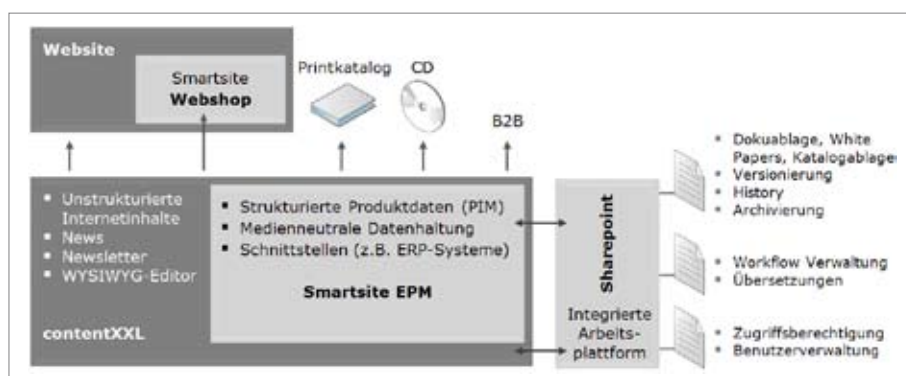 Website
Smartsite
Webshop
Printkatalog
CD
B2B
Unstrukturierte
Internetinhalte
News
Newsletter
WYSIWYG-Editor
contentXXL
Strukturierte Produktdaten (PIM)
Medienneutrale Datenhaltung
Schnittstellen (z.B. ERP-Systeme)
Smartsite EPM
Sharepoint
Integrierte
Arbeits-
plattform
Dokuablage, White
Papers, Katalogablage
Versionierung
History
Archivierung
Workflow Verwaltung
Übersetzungen
Zugriffsberechtigung
Benutzerverwaltung